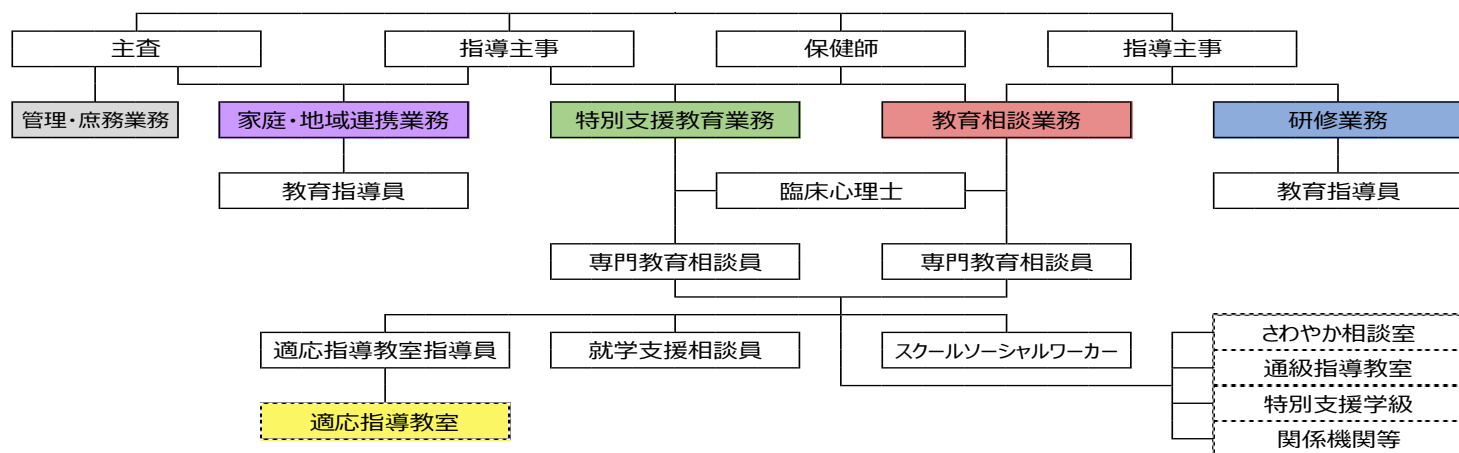 主査
指導主事
保健師
指導主事
管理・庶務業務
家庭・地域連携業務
特別支援教育業務
教育相談業務
研修業務
教育指導員
臨床心理士
教育指導員
専門教育相談員
専門教育相談員
適応指導教室指導員
就学支援相談員
スクールソーシャルワーカー
さわやか相談室
通級指導教室
特別支援学級
関係機関等
適応指導教室